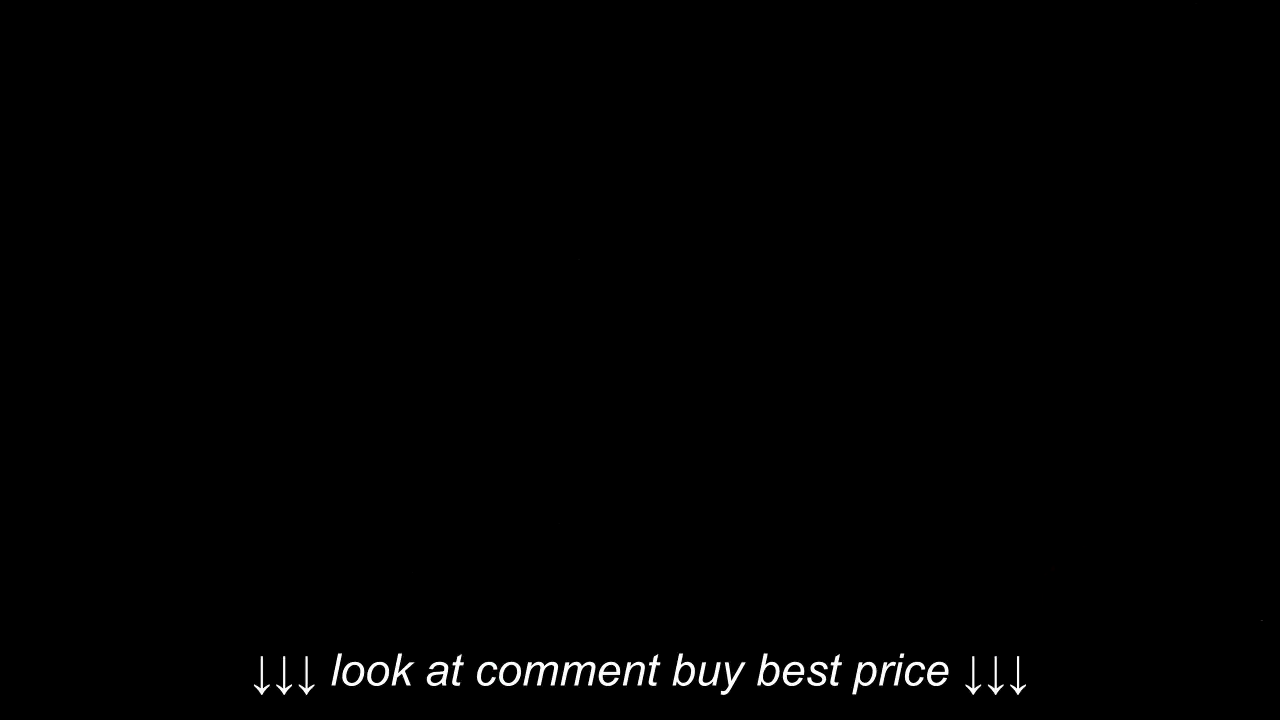 ↓↓↓ look at comment buy best price ↓↓↓